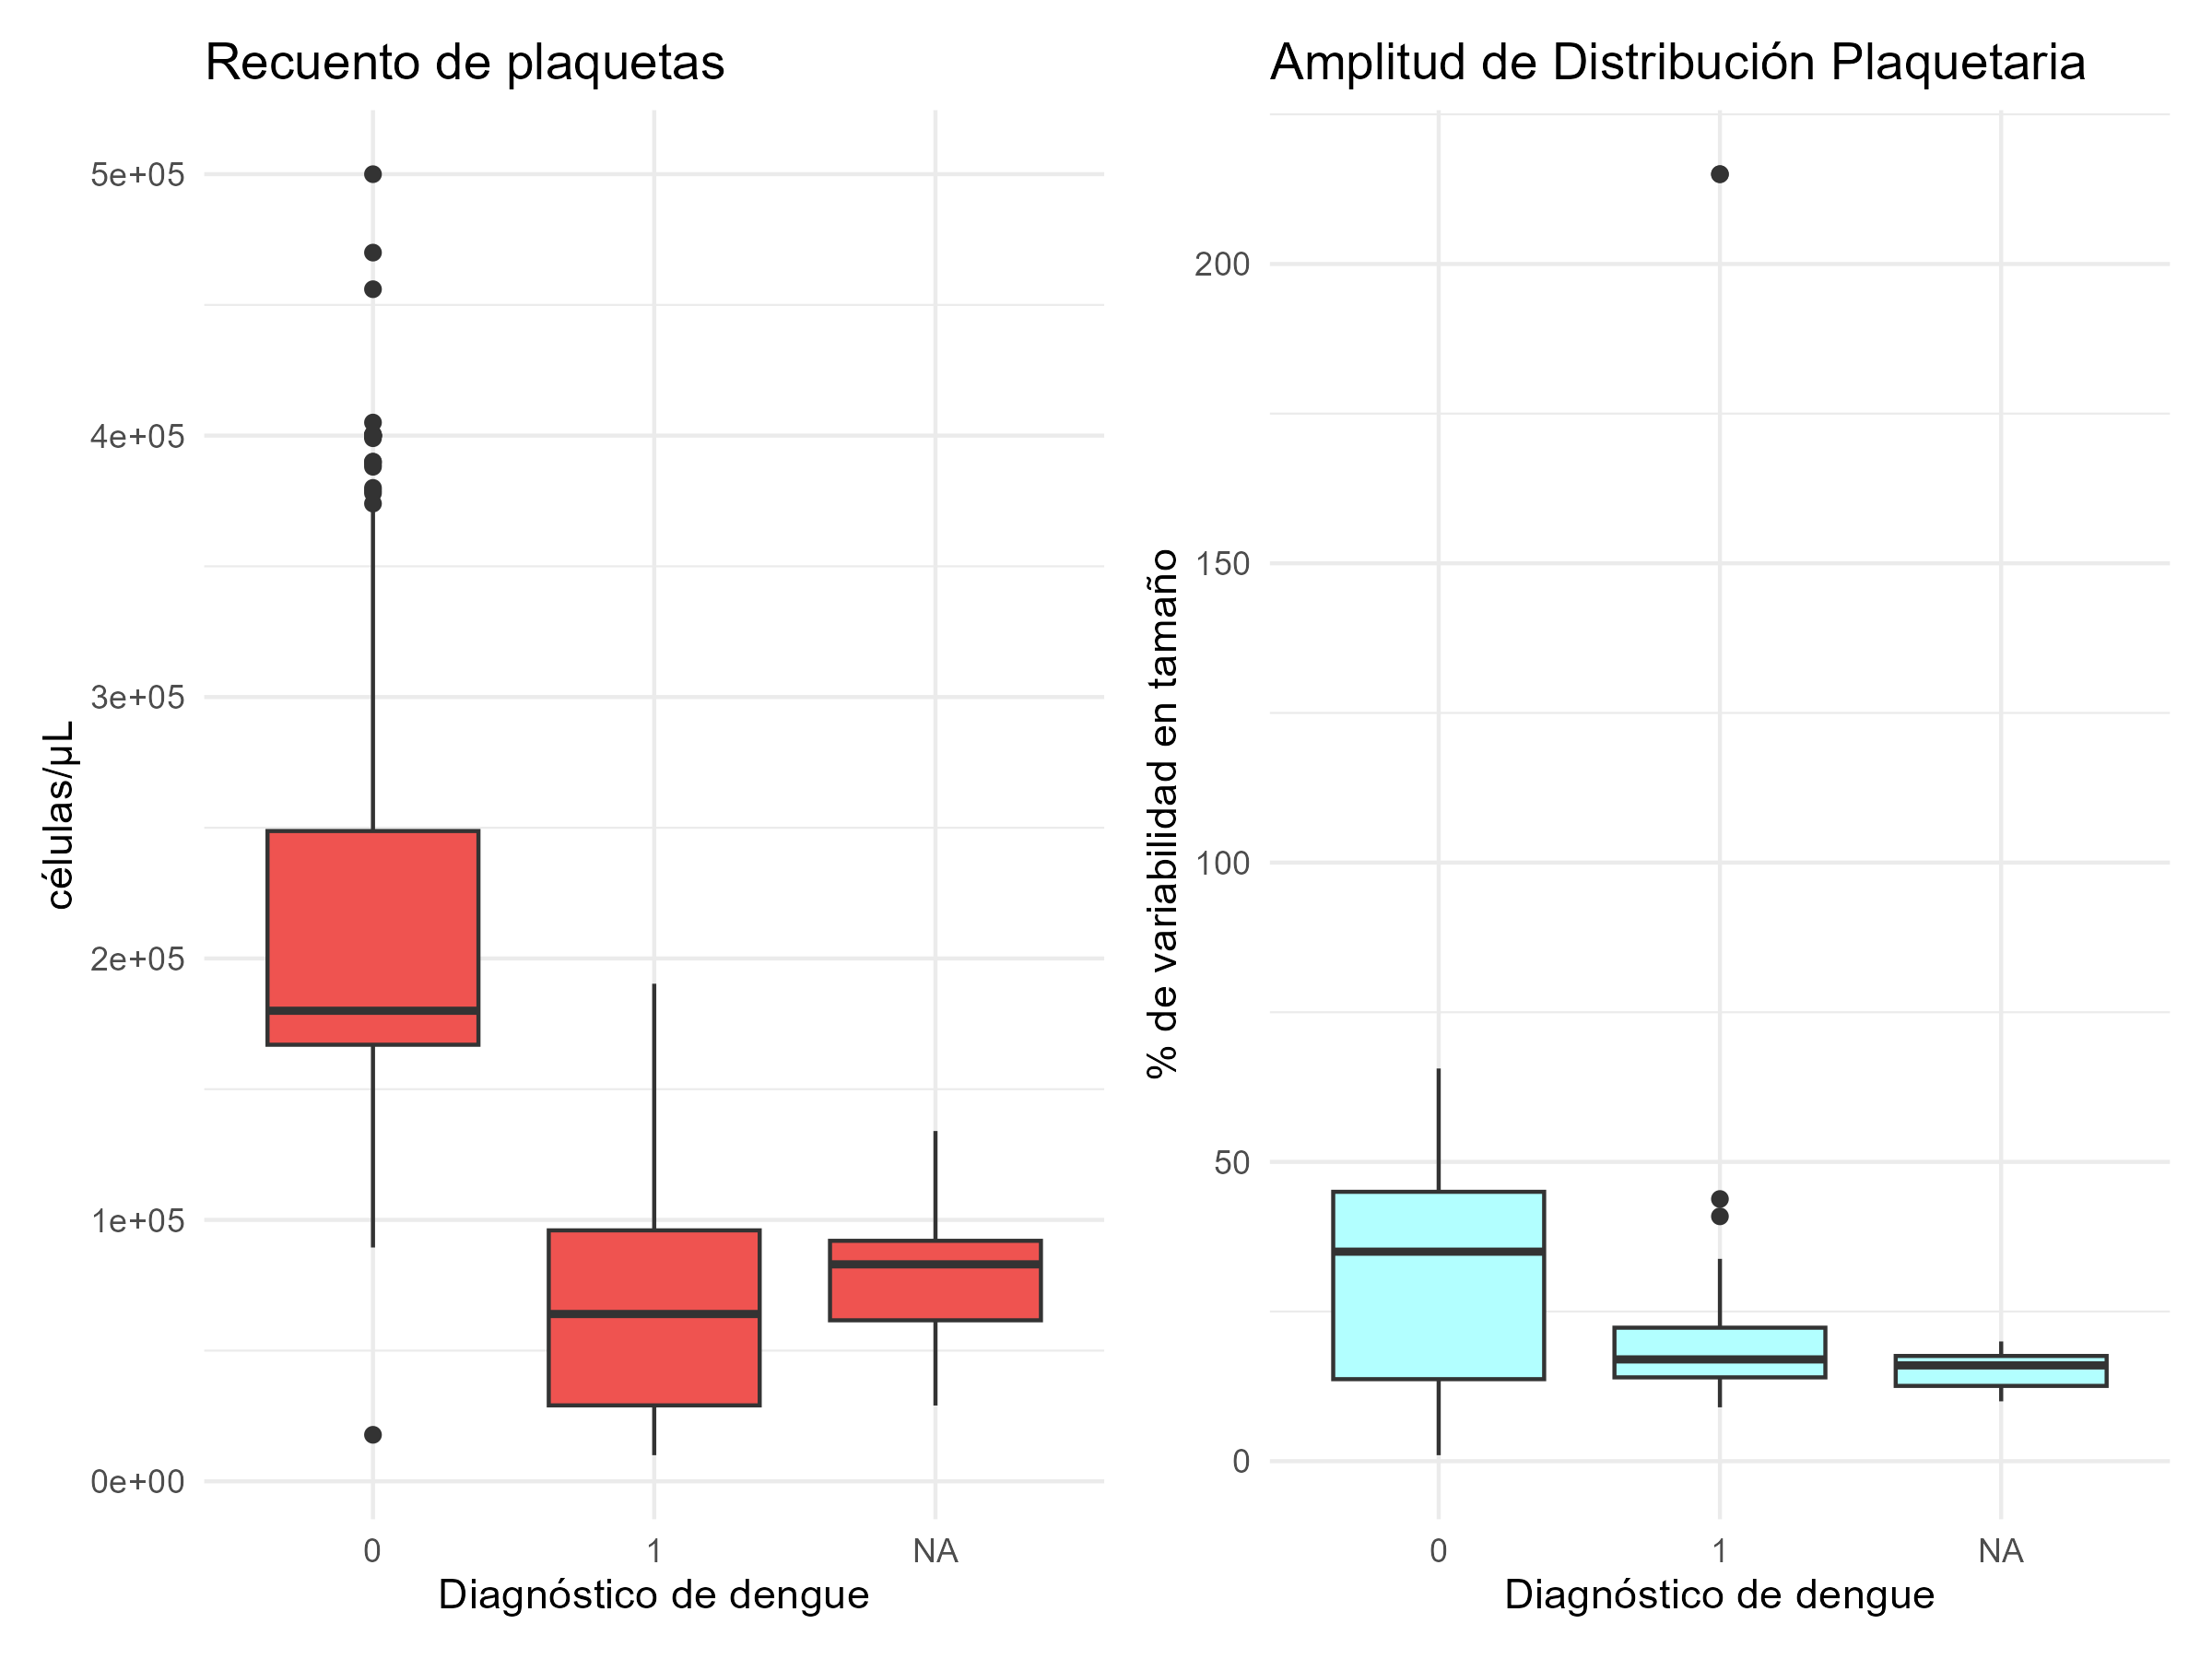 Recuento de plaquetas
células/µL
5e+05
4e+05
3e+05
2e+05
1e+05
0e+00
0
1
NA
Diagnóstico de dengue
Amplitud de Distribución Plaquetaria
% de variabilidad en tamaño
200
150
100
50
0
0
1
NA
Diagnóstico de dengue